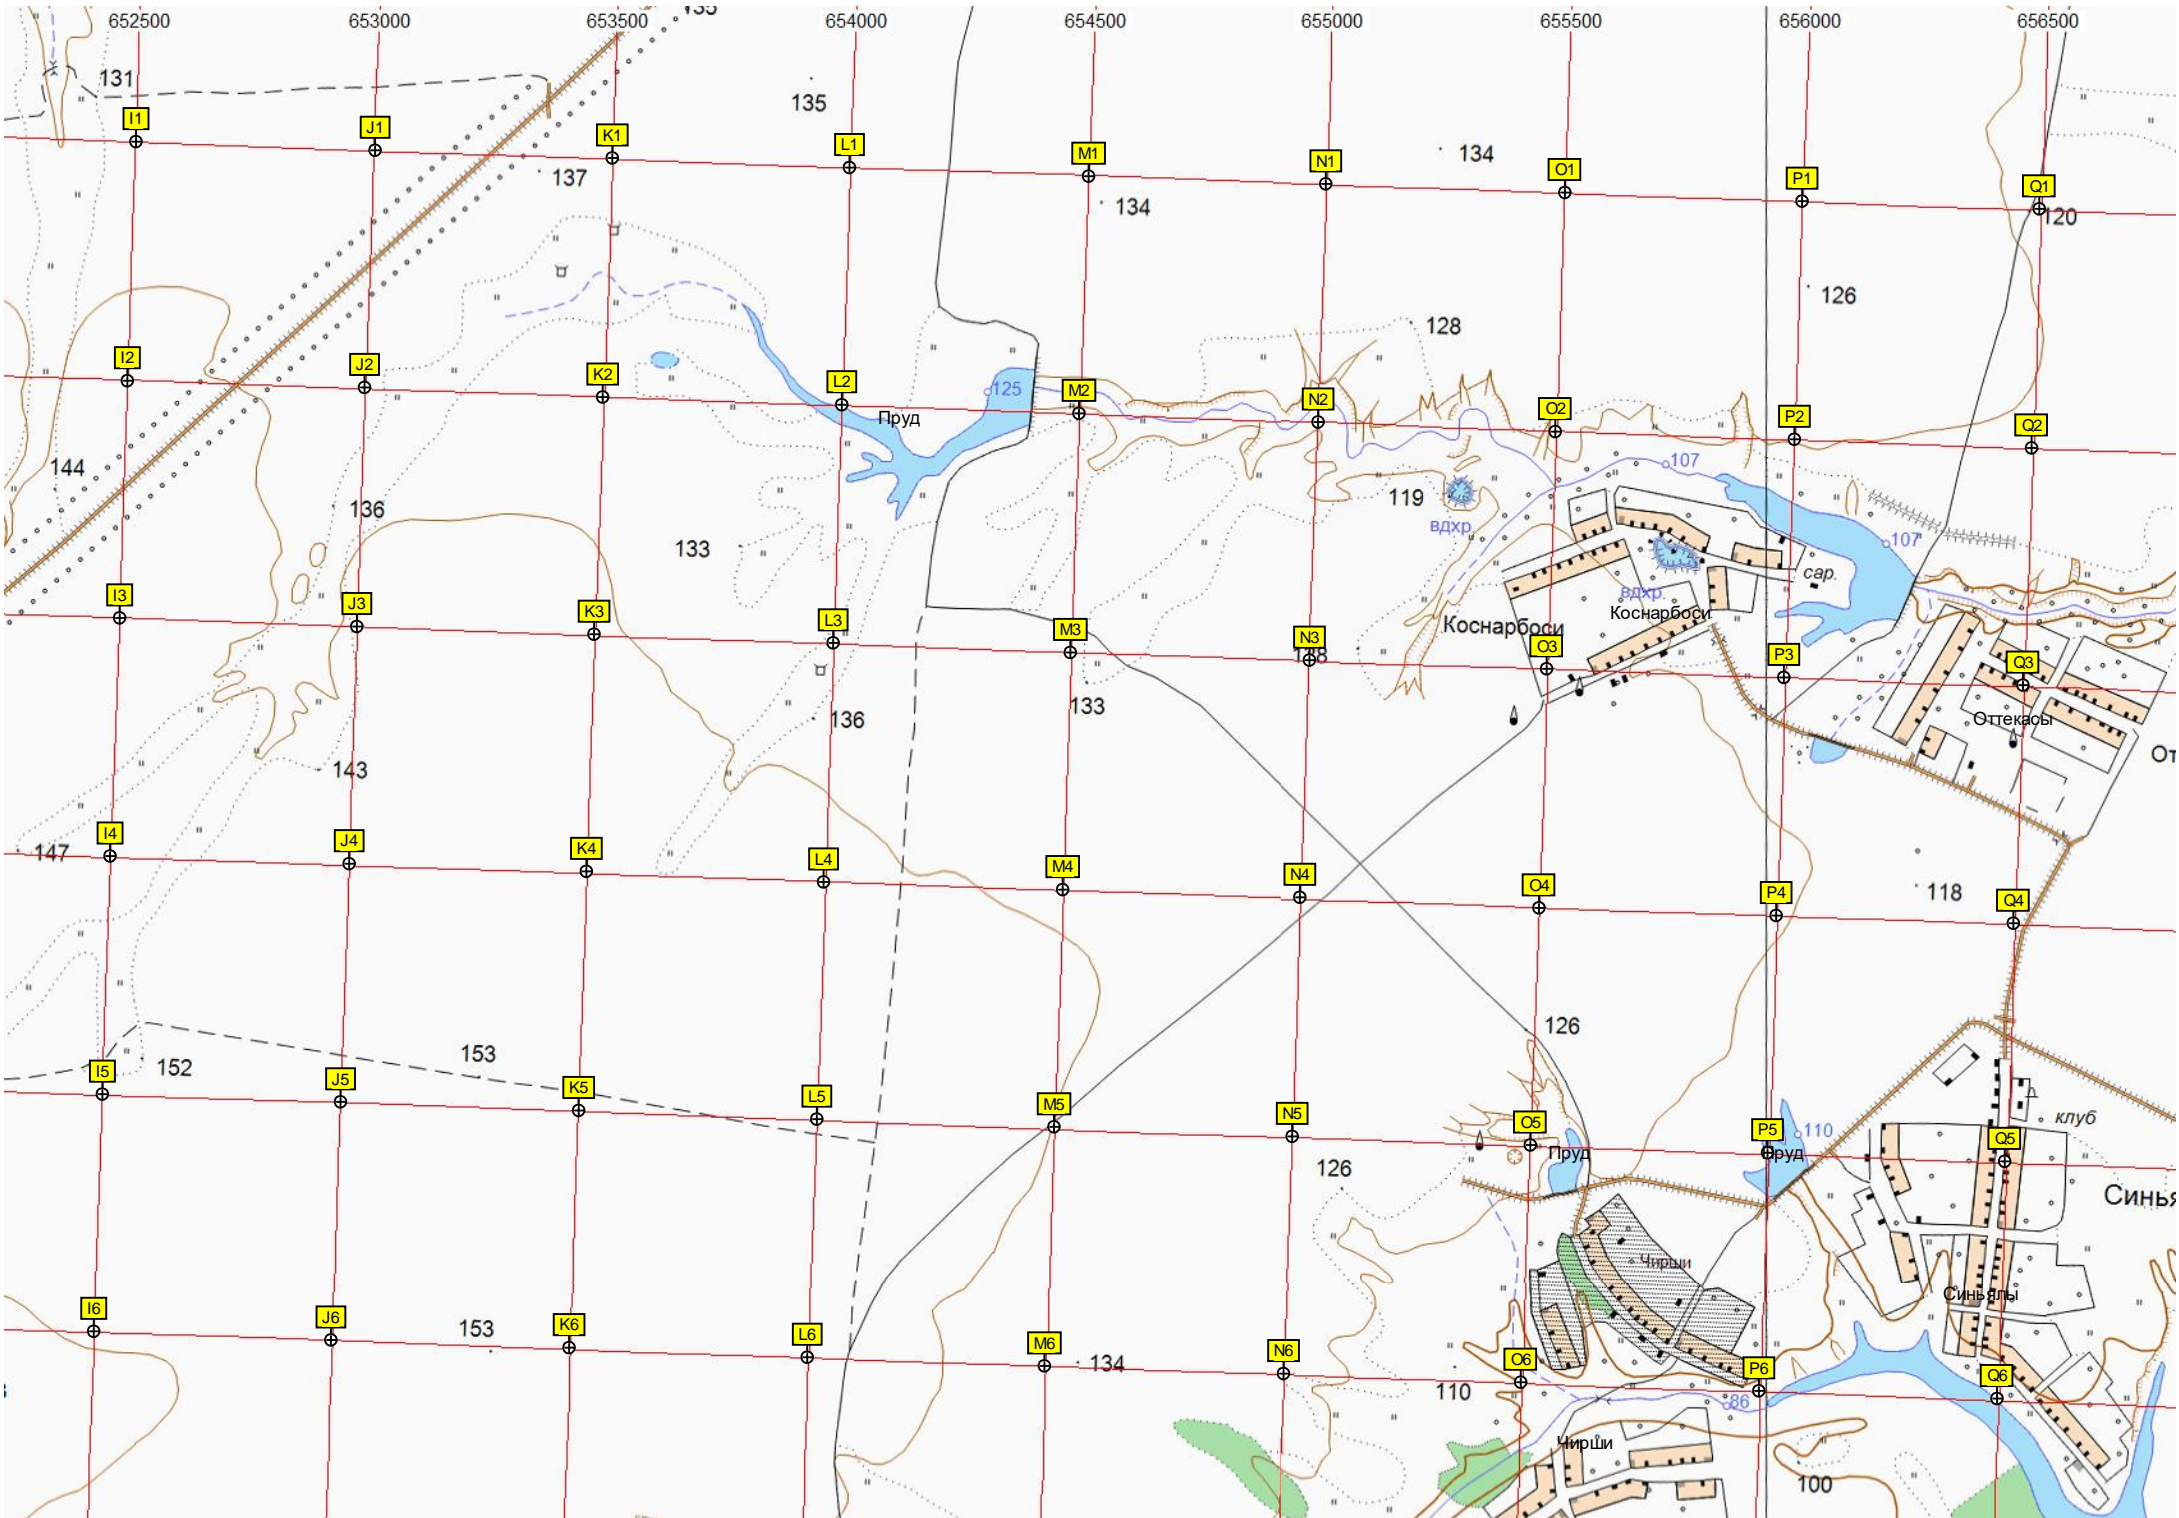 652500 653000 653500 654000 654500 655000 655500 656000 656500
135
131 135
I1 J1 K1 L1 M1 N1 O1 P1 Q1
134
137 134 120
126
128
I2 J2 K2 L2 M2 N2 O2 P2 Q2
125
Пруд
107
144 119
136 вдхр.
133 107
сар.
вдхр.
I3 J3 K3 L3 M3 N3 O3 P3 Q3
Коснарбоси
Коснарбоси
133
136 Оттекасы
От
143
147
I4 J4 K4 L4 M4 N4 O4 P4 Q4
118
126
153
152
I5 J5 K5 L5 M5 N5 O5 P5 Q5
клуб
110
Пруд Пруд
126
Синья
Чирши
Синьялы
I6 J6 K6 L6 M6 N6 O6 P6 Q6
153
134
110
86
Чирши
100